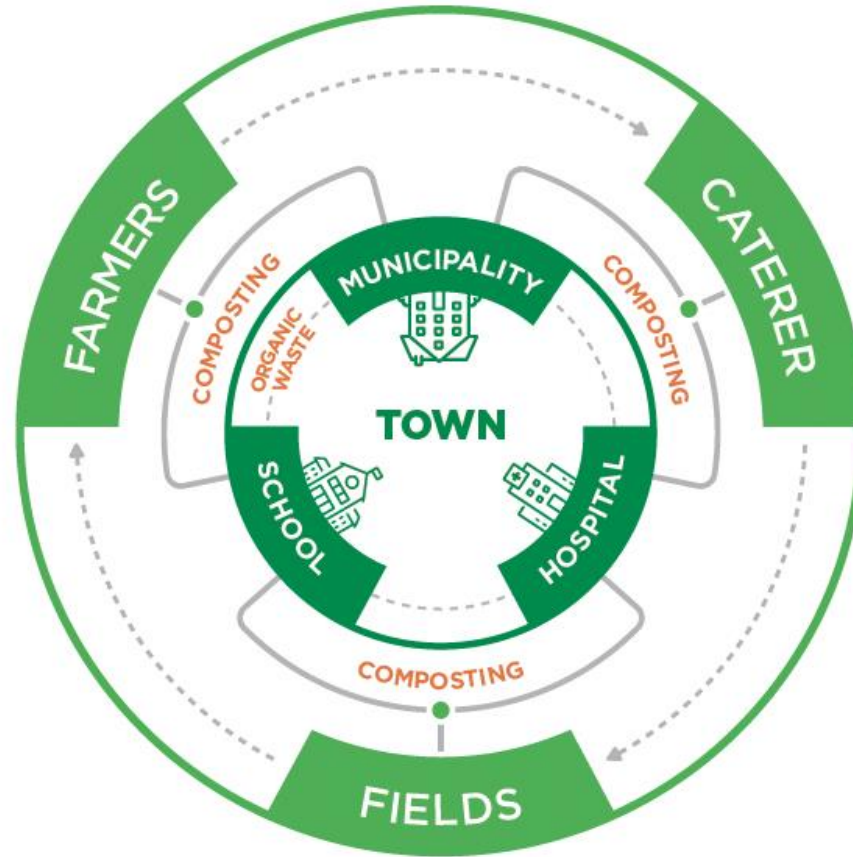 FARMERS
CATERER
MUNICIPALITY
COMPOSTING
COMPOSTING
ORGANIC
WASTE
TOWN
SCHOOL
HOSPITAL
COMPOSTING
FIELDS